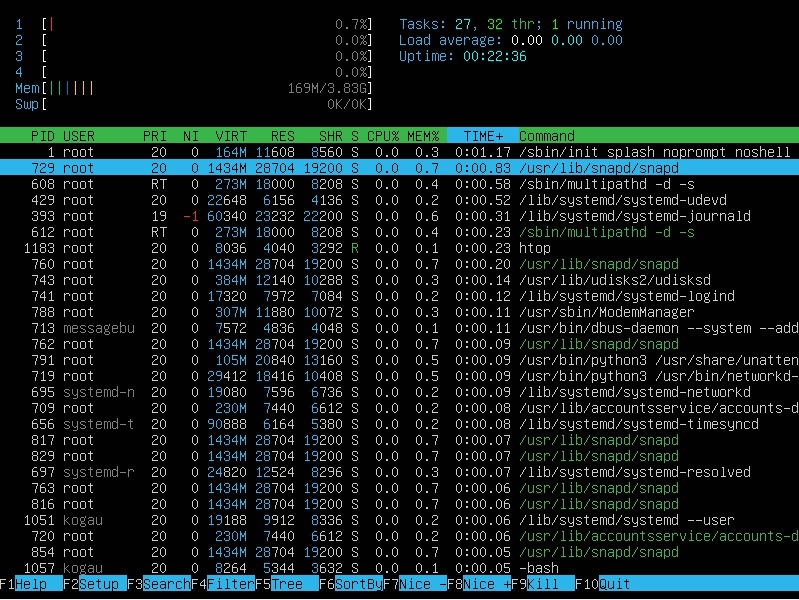 1 [| 0.7%] Tasks: 27, 32 thr; 1 running
2 [ 0.0%] Load average: 0.00 0.00 0.00
3 [ 0.0%] Uptime: 00:22:36
4 [ 0.0%]
Mem[|||||| 169M/3.83G]
Swp[ 0K/0K]
PID USER PRI NI VIRT RES SHR S CPU% MEM% TIME+ Command
1 root 20 0 164M 11608 8560 S 0.0 0.3 0:01.17 /sbin/init splash noprompt noshell
729 root 20 0 1434M 28704 19200 S 0.0 0.7 0:00.83 /usr/lib/snapd/snapd
608 root RT 0 273M 18000 8208 S 0.0 0.4 0:00.58 /sbin/multipathd -d -s
429 root 20 0 22648 6156 4136 S 0.0 0.2 0:00.52 /lib/systemd/systemd-udevd
393 root 19 -1 60340 23232 22200 S 0.0 0.6 0:00.31 /lib/systemd/systemd-journald
612 root RT 0 273M 18000 8208 S 0.0 0.4 0:00.23 /sbin/multipathd -d -s
1183 root 20 0 8036 4040 3292 R 0.0 0.1 0:00.23 htop
760 root 20 0 1434M 28704 19200 S 0.0 0.7 0:00.20 /usr/lib/snapd/snapd
743 root 20 0 384M 12140 10288 S 0.0 0.3 0:00.14 /usr/lib/udisks2/udisksd
741 root 20 0 17320 7972 7084 S 0.0 0.2 0:00.12 /lib/systemd/systemd-logind
788 root 20 0 307M 11880 10072 S 0.0 0.3 0:00.11 /usr/sbin/ModemManager
713 messagebu 20 0 7572 4836 4048 S 0.0 0.1 0:00.11 /usr/bin/dbus-daemon --system --add
762 root 20 0 1434M 28704 19200 S 0.0 0.7 0:00.09 /usr/lib/snapd/snapd
791 root 20 0 105M 20840 13160 S 0.0 0.5 0:00.09 /usr/bin/python3 /usr/share/unatten
719 root 20 0 29412 18416 10408 S 0.0 0.5 0:00.09 /usr/bin/python3 /usr/bin/networkd-
695 systemd-n 20 0 19080 7596 6736 S 0.0 0.2 0:00.09 /lib/systemd/systemd-networkd
709 root 20 0 230M 7440 6612 S 0.0 0.2 0:00.08 /usr/lib/accountsservice/accounts-d
656 systemd-t 20 0 90888 6164 5380 S 0.0 0.2 0:00.08 /lib/systemd/systemd-timesyncd
817 root 20 0 1434M 28704 19200 S 0.0 0.7 0:00.07 /usr/lib/snapd/snapd
829 root 20 0 1434M 28704 19200 S 0.0 0.7 0:00.07 /usr/lib/snapd/snapd
697 systemd-r 20 0 24820 12524 8296 S 0.0 0.3 0:00.07 /lib/systemd/systemd-resolved
763 root 20 0 1434M 28704 19200 S 0.0 0.7 0:00.06 /usr/lib/snapd/snapd
816 root 20 0 1434M 28704 19200 S 0.0 0.7 0:00.06 /usr/lib/snapd/snapd
1051 kogau 20 0 19188 9912 8336 S 0.0 0.2 0:00.06 /lib/systemd/systemd --user
720 root 20 0 230M 7440 6612 S 0.0 0.2 0:00.06 /usr/lib/accountsservice/accounts-d
854 root 20 0 1434M 28704 19200 S 0.0 0.7 0:00.05 /usr/lib/snapd/snapd
1057 kogau 20 0 8264 5344 3632 S 0.0 0.1 0:00.05 -bash
F1Help F2Setup F3SearchF4FilterF5Tree F6SortByF7Nice -F8Nice +F9Kill F10Quit